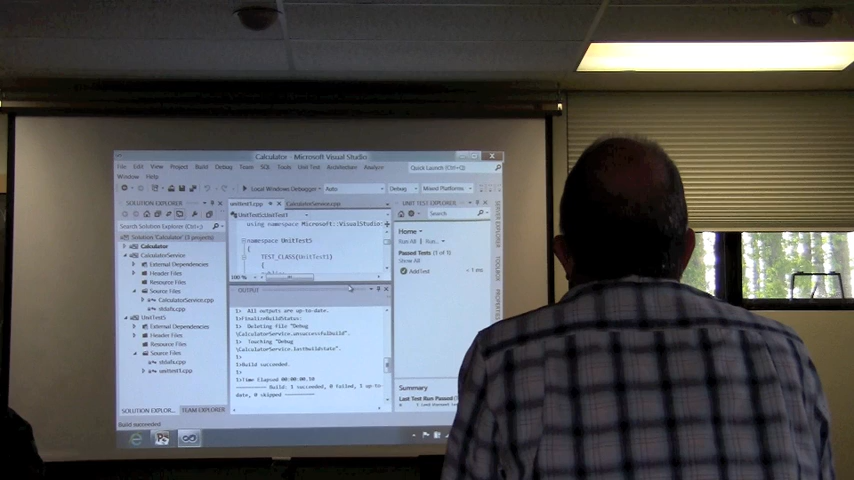 Calculator - Microsoft Visual Studio
File Edit View Project Build Debug Team SQL Tools Unit Test Architecture Analyze
Quick Launch (Ctrl+Q)
Window Help
Local Windows Debugger Auto Debug Mixed Platforms
SOLUTION EXPLORER
Search Solution Explorer (Ctrl+;)
Solution 'Calculator' (3 projects)
Calculator
CalculatorService
External Dependencies
Header Files
Resource Files
Source Files
CalculatorService.cpp
stdafx.cpp
UnitTest5
External Dependencies
Header Files
Resource Files
Source Files
stdafx.cpp
unittest1.cpp
SOLUTION EXPLOR... TEAM EXPLORER
unittest1.cpp CalculatorService.cpp
UnitTest5::UnitTest1
using namespace Microsoft::VisualStudio:
namespace UnitTest5
{
TEST_CLASS(UnitTest1)
{
100 %
OUTPUT
1> All outputs are up-to-date.
1>FinalizeBuildStatus:
1> Deleting file "Debug
\CalculatorService.unsuccessfulbuild".
1> Touching "Debug
\CalculatorService.lastbuildstate".
1>
1>Build succeeded.
1>
1>Time Elapsed 00:00:00.50
========== Build: 1 succeeded, 0 failed, 1 up-to-
date, 0 skipped ==========
UNIT TEST EXPLORER
Search
Home
Run All Run...
Passed Tests (1 of 1)
Show All
AddTest < 1 ms
Summary
Last Test Run Passed
SERVER EXPLORER
TOOLBOX
PROPERTIES
Build succeeded